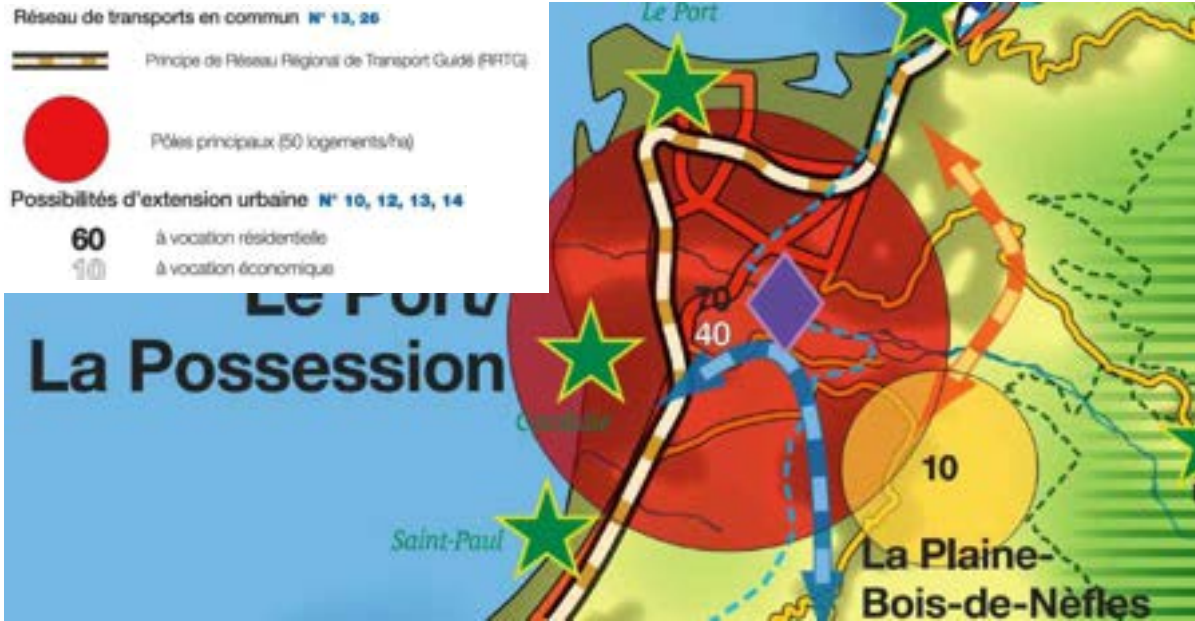 Réseau de transports en commun N° 13, 26
Principe de Réseau Régional de Transport Guidé (RRTG)
Pôles principaux (50 logements/ha)
Possibilités d'extension urbaine N° 10, 12, 13, 14
60 à vocation résidentielle
10 à vocation économique
Le Port
Le Port/
La Possession
70
40
Cambaie
Saint-Paul
10
La Plaine-
Bois-de-Nèfles